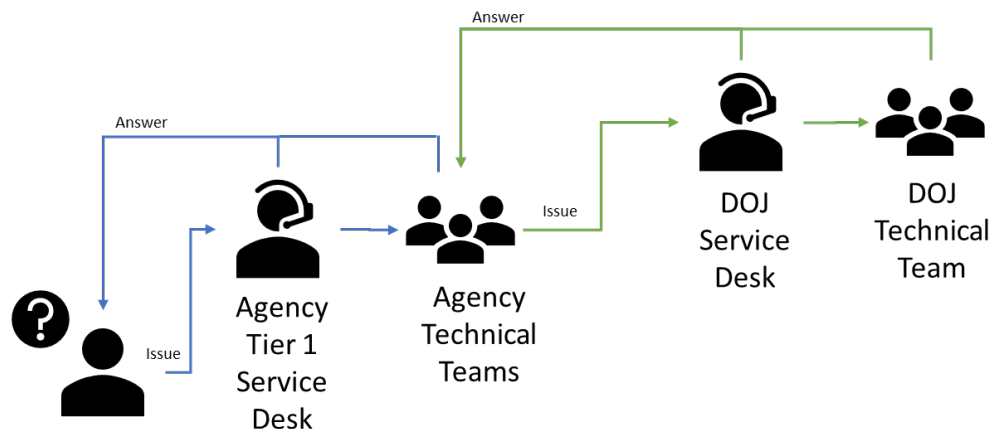 Answer
Answer
Issue
DOJ
Service
Desk
DOJ
Technical
Team
Issue
Agency
Tier 1
Service
Desk
Agency
Technical
Teams
?